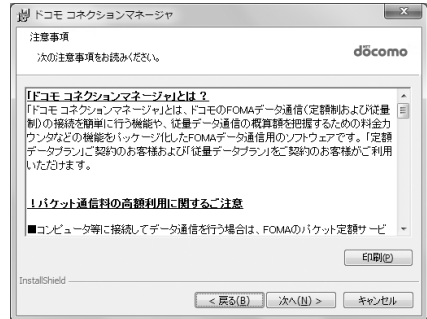 ドコモ コネクションマネージャ
注意事項
次の注意事項をお読みください。
döcomo
「ドコモ コネクションマネージャ」とは？
「ドコモ コネクションマネージャ」とは、ドコモのFOMAデータ通信（定額制および従量
制）の接続を簡単に行う機能や、従量データ通信の概算額を把握するための料金カ
ウンタなどの機能をパッケージ化したFOMAデータ通信用のソフトウェアです。「定額
データプラン」ご契約のお客様および「従量データプラン」をご契約のお客様がご利用
いただけます。
！パケット通信料の高額利用に関するご注意
■コンピュータ等に接続してデータ通信を行う場合は、FOMAのパケット定額サービ
印刷(P)
InstallShield
< 戻る(B)
次へ(N) >
キャンセル